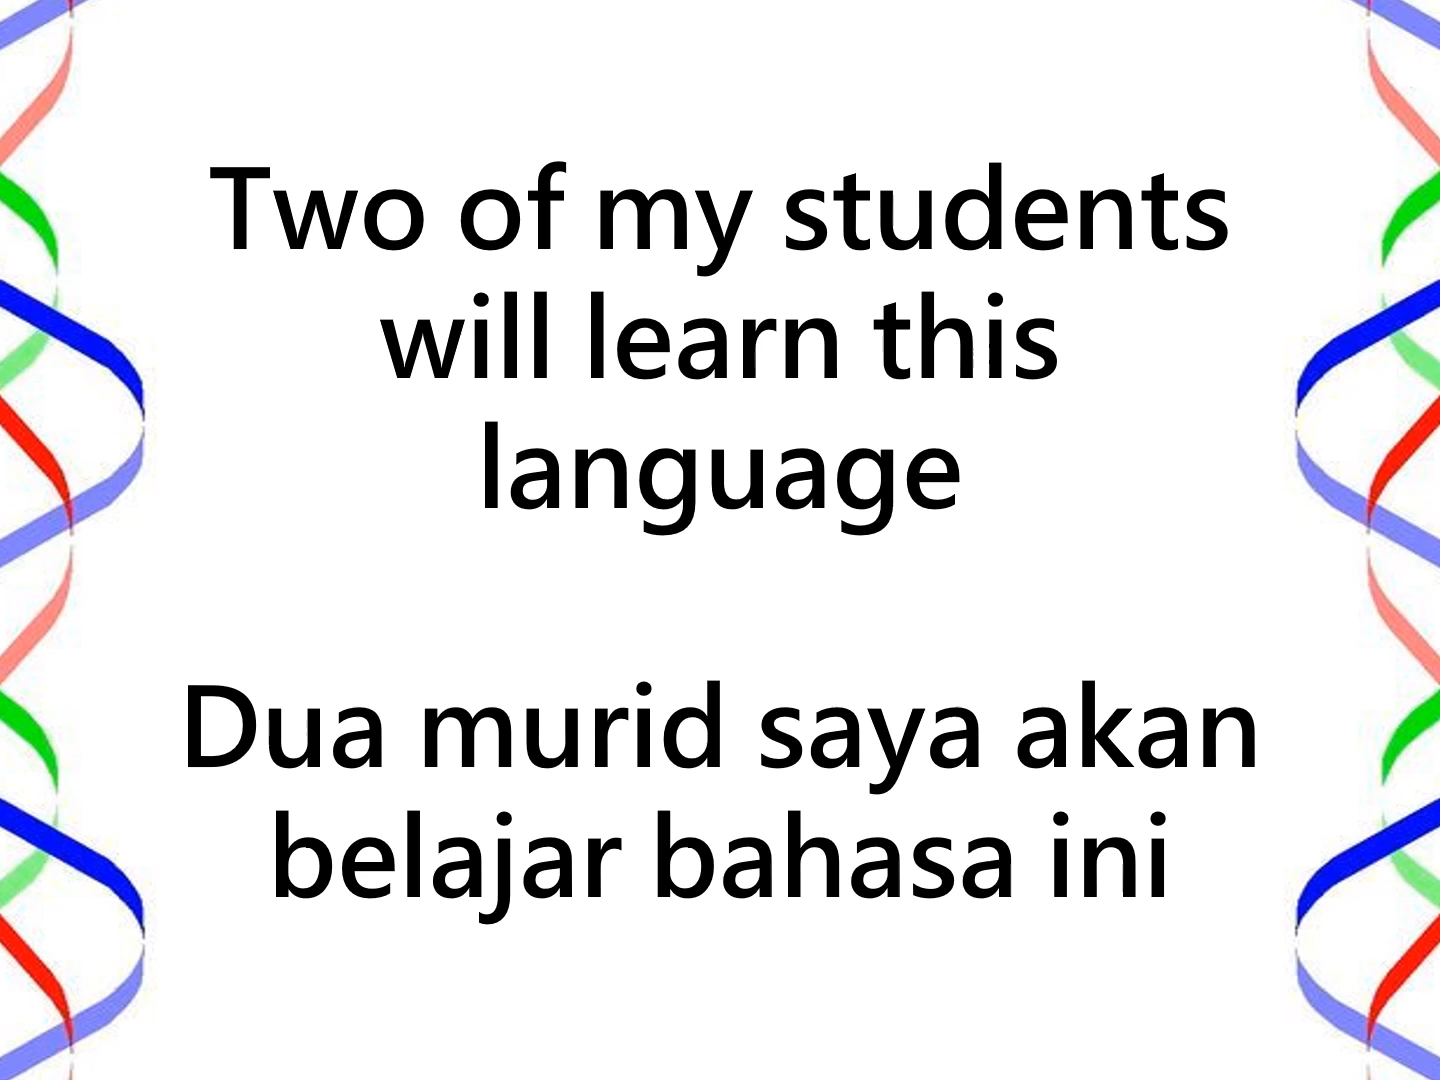 Two of my students
will learn this
language
Dua murid saya akan
belajar bahasa ini